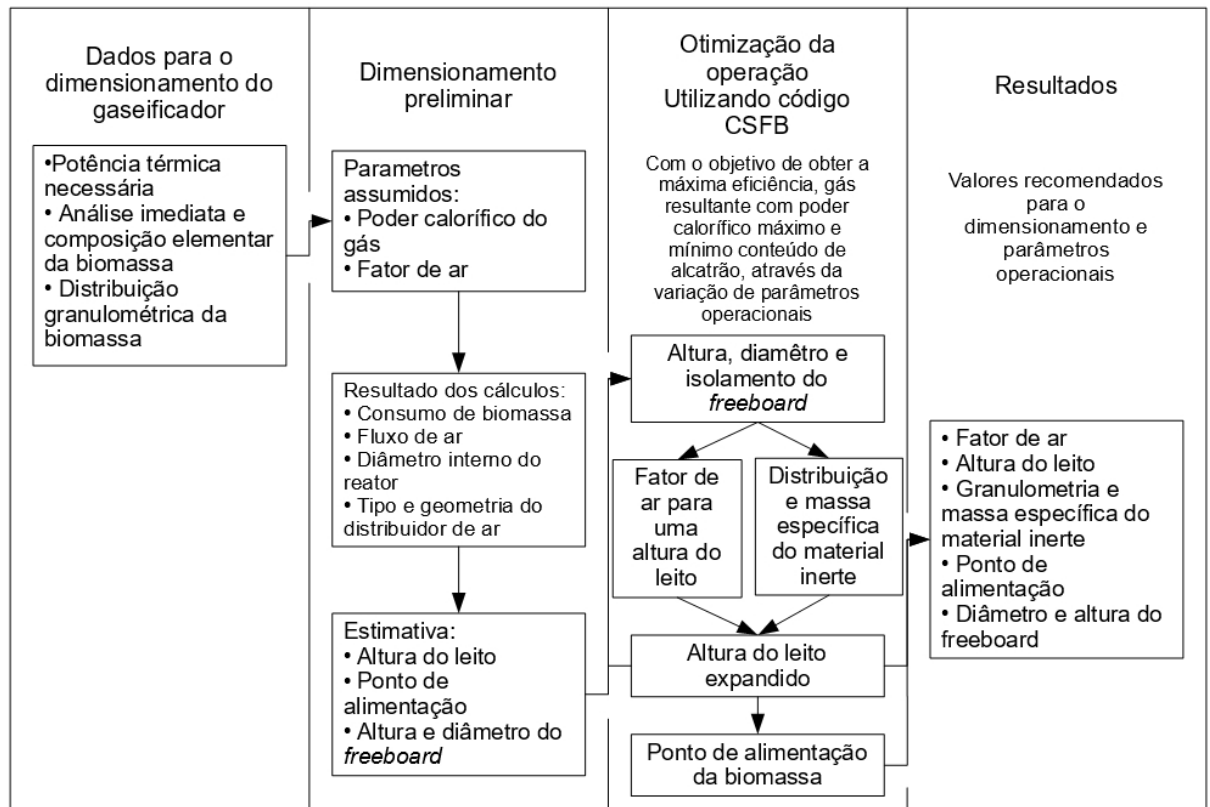 Dados para o
dimensionamento do
gaseificador
•Potência térmica
necessária
• Análise imediata e
composição elementar
da biomassa
• Distribuição
granulométrica da
biomassa
Dimensionamento
preliminar
Parametros
assumidos:
• Poder calorífico do
gás
• Fator de ar
Resultado dos cálculos:
• Consumo de biomassa
• Fluxo de ar
• Diâmetro interno do
reator
• Tipo e geometria do
distribuidor de ar
Estimativa:
• Altura do leito
• Ponto de
alimentação
• Altura e diâmetro do
freeboard
Otimização da
operação
Utilizando código
CSFB
Com o objetivo de obter a
máxima eficiência, gás
resultante com poder
calorífico máximo e
mínimo conteúdo de
alcatrão, através da
variação de parâmetros
operacionais
Altura, diamêtro e
isolamento do
freeboard
Fator de
ar para
uma
altura do
leito
Distribuição
e massa
específica
do material
inerte
Altura do leito
expandido
Ponto de alimentação
da biomassa
Resultados
Valores recomendados
para o
dimensionamento e
parâmetros
operacionais
• Fator de ar
• Altura do leito
• Granulometria e
massa específica do
material inerte
• Ponto de
alimentação
• Diâmetro e altura do
freeboard